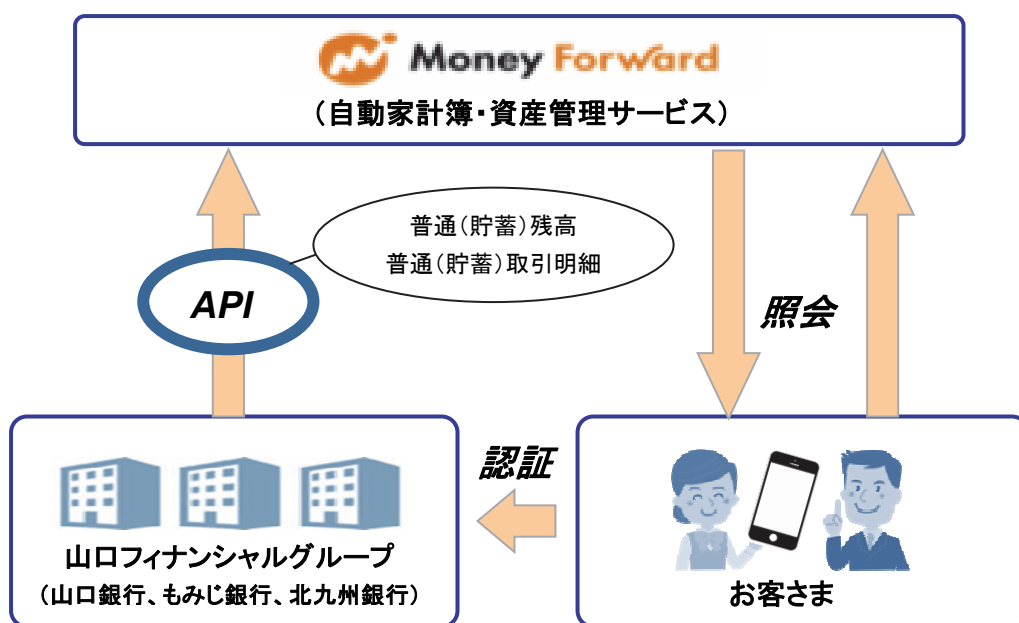 Money Forward
（自動家計簿・資産管理サービス）
普通（貯蓄）残高
普通（貯蓄）取引明細
API
照会
認証
山口フィナンシャルグループ
（山口銀行、もみじ銀行、北九州銀行）
お客さま